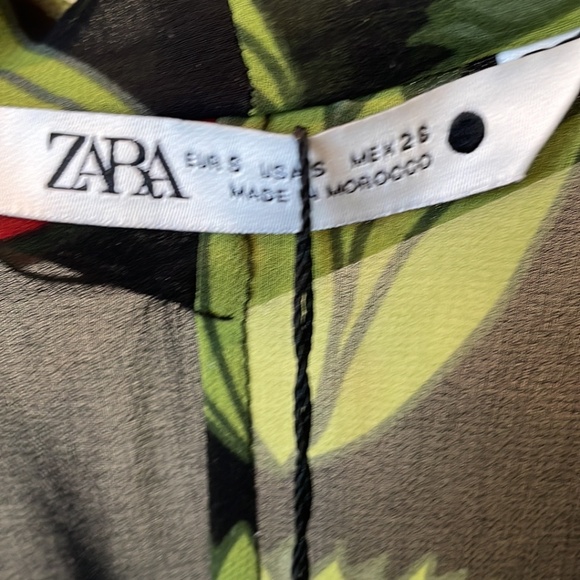 ZARA
EUR S USA S MEX 26
MADE IN MOROCCO